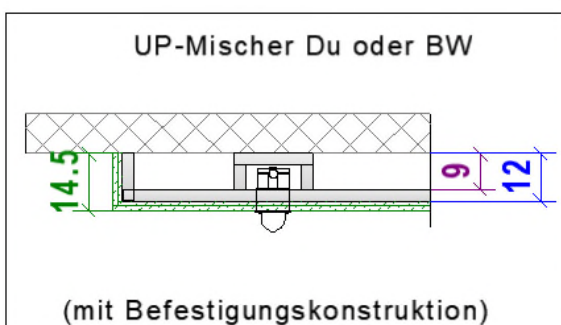 UP-Mischer Du oder BW
14.5
9
12
(mit Befestigungskonstruktion)